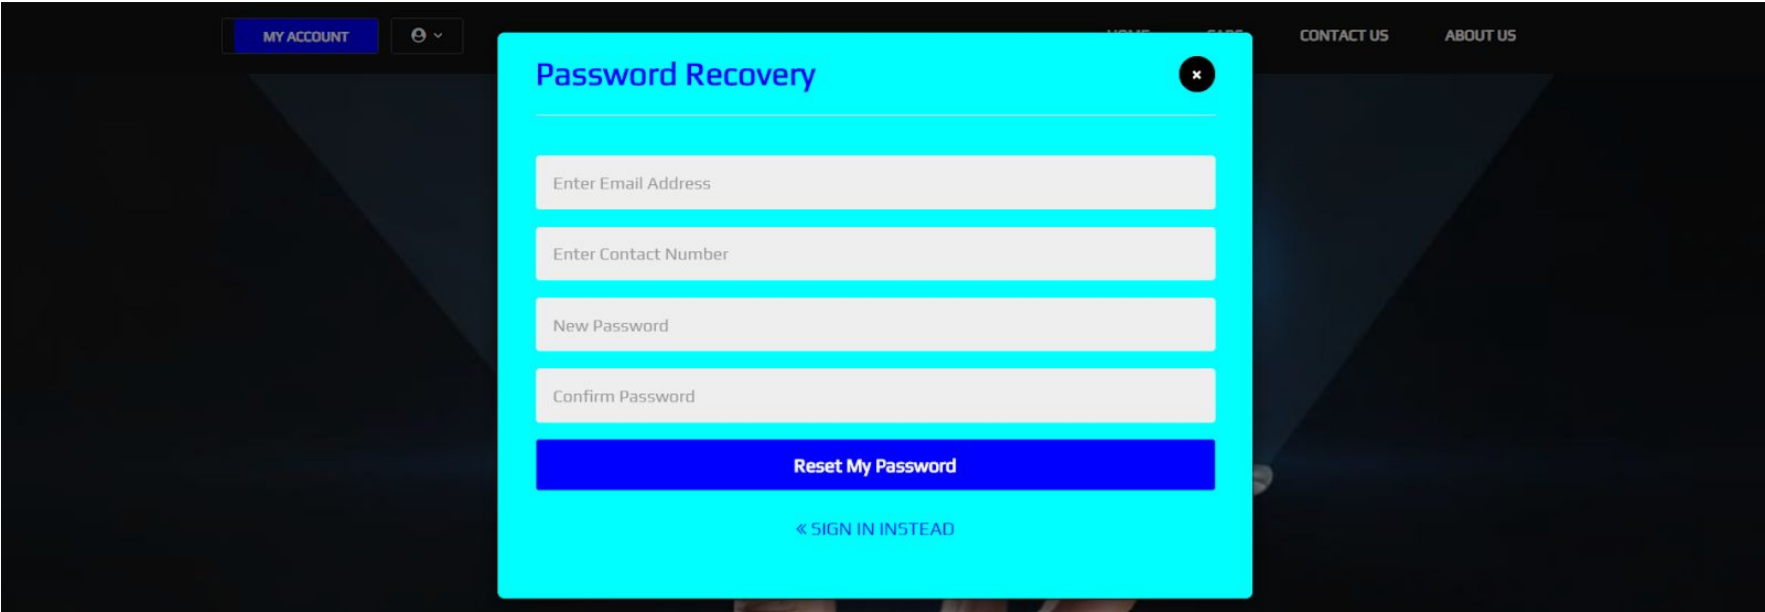 MY ACCOUNT
CONTACT US
ABOUT US
Password Recovery
Enter Email Address
Enter Contact Number
New Password
Confirm Password
Reset My Password
« SIGN IN INSTEAD